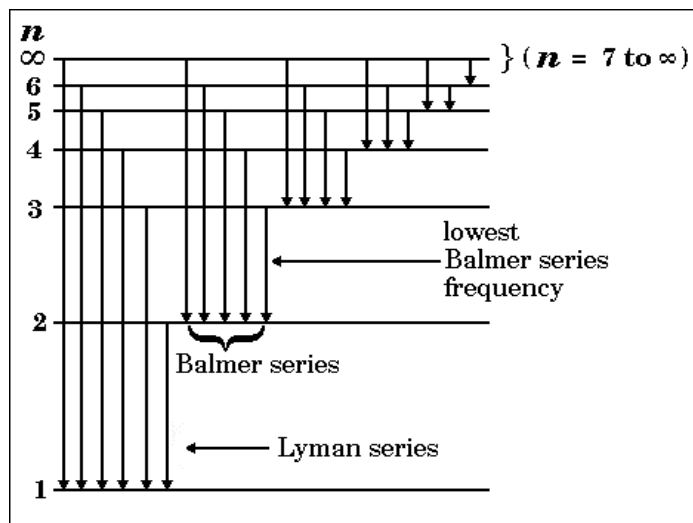 n
∞ } (n = 7 to ∞)
6
5
4
3
lowest
Balmer series
frequency
2
Balmer series
Lyman series
1